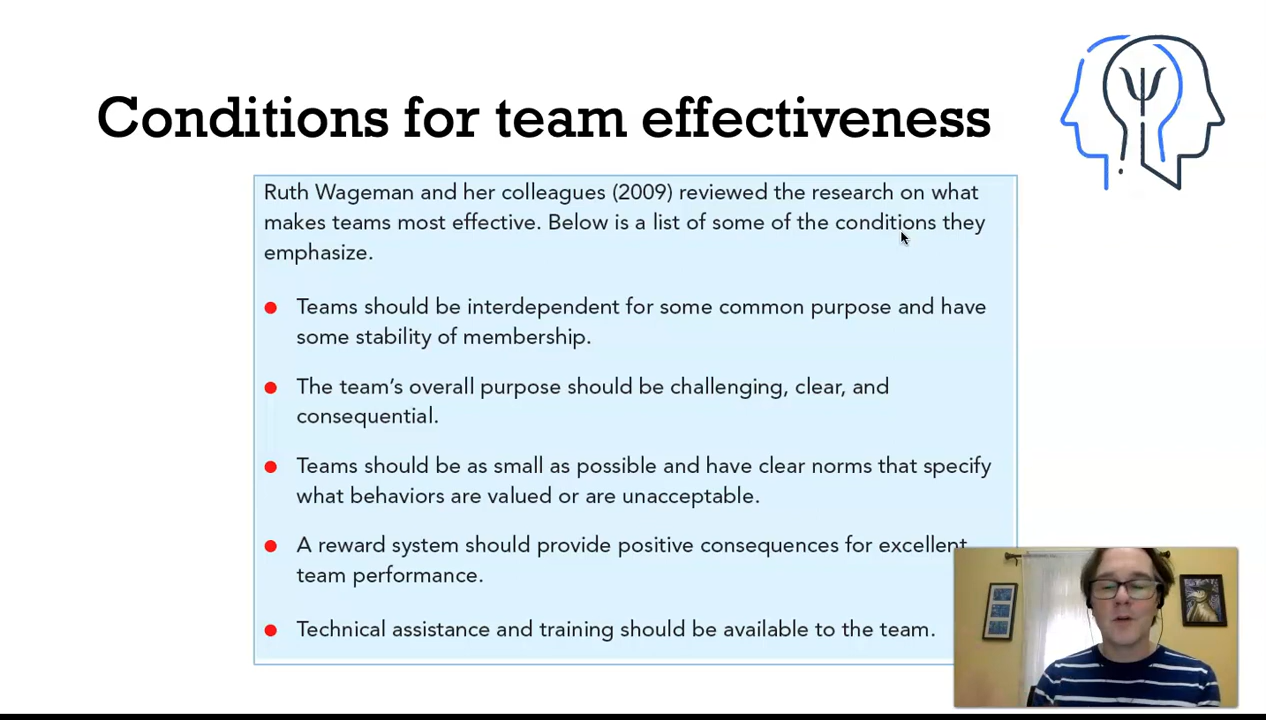 Conditions for team effectiveness
Ruth Wageman and her colleagues (2009) reviewed the research on what
makes teams most effective. Below is a list of some of the conditions they
emphasize.
Teams should be interdependent for some common purpose and have
some stability of membership.
The team's overall purpose should be challenging, clear, and
consequential.
Teams should be as small as possible and have clear norms that specify
what behaviors are valued or are unacceptable.
A reward system should provide positive consequences for excellent
team performance.
Technical assistance and training should be available to the team.